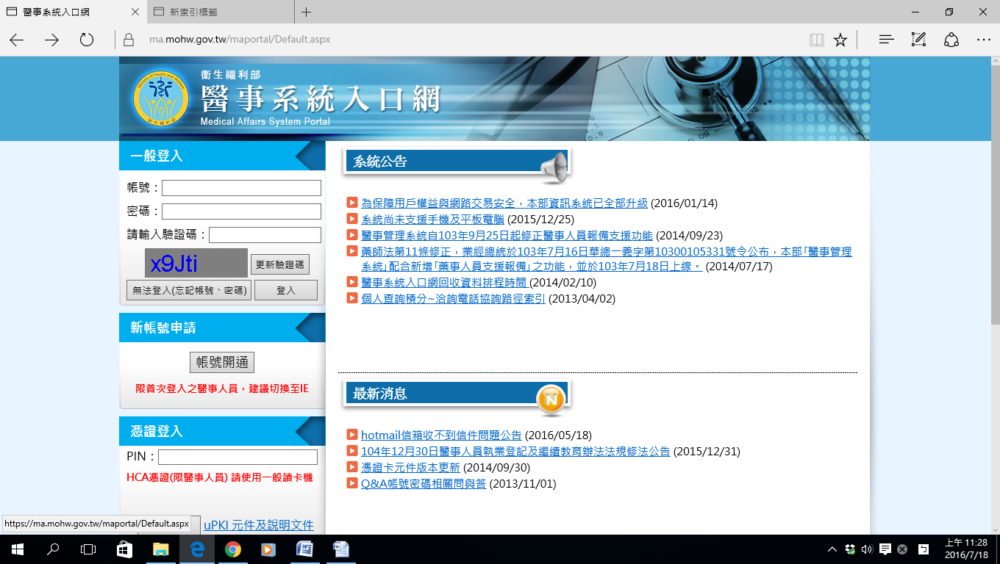 醫事系統入口網
新索引標籤
ma.mohw.gov.tw/maportal/Default.aspx
衛生福利部
醫事系統入口網
Medical Affairs System Portal
一般登入
帳號：
密碼：
請輸入驗證碼：
x9Jti
更新驗證碼
無法登入(忘記帳號、密碼)
登入
新帳號申請
帳號開通
限首次登入之醫事人員，建議切換至IE
憑證登入
PIN：
HCA憑證(限醫事人員) 請使用一般讀卡機
uPKI 元件及說明文件
系統公告
為保障用戶權益與網路交易安全，本部資訊系統已全部升級 (2016/01/14)
系統尚未支援手機及平板電腦 (2015/12/25)
醫事管理系統自103年9月25日起修正醫事人員報備支援功能 (2014/09/23)
藥師法第11條修正，業經總統於103年7月16日華總一義字第10300105331號令公布，本部｢醫事管理
系統｣配合新增｢藥事人員支援報備｣之功能，並於103年7月18日上線。 (2014/07/17)
醫事系統入口網回收資料排程時間 (2014/02/10)
個人查詢積分~洽詢電話協詢路徑索引 (2013/04/02)
最新消息
N
hotmail信箱收不到信件問題公告 (2016/05/18)
104年12月30日醫事人員執業登記及繼續教育辦法法規修法公告 (2015/12/31)
憑證卡元件版本更新 (2014/09/30)
Q&A帳號密碼相關問與答 (2013/11/01)
https://ma.mohw.gov.tw/maportal/Default.aspx
ㄅ
上午 11:28
2016/7/18